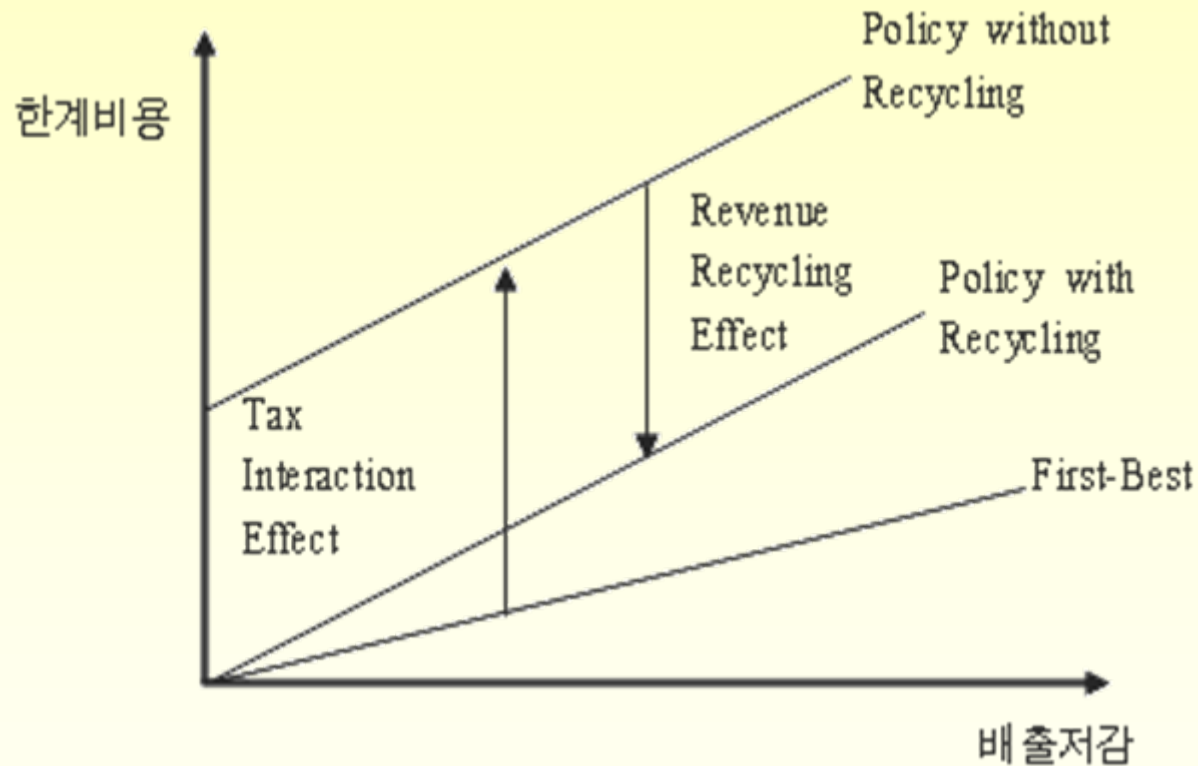 Policy without
Recycling
한계비용
Revenue
Recycling
Effect
Policy with
Recycling
Tax
Interaction
Effect
First-Best
배출저감